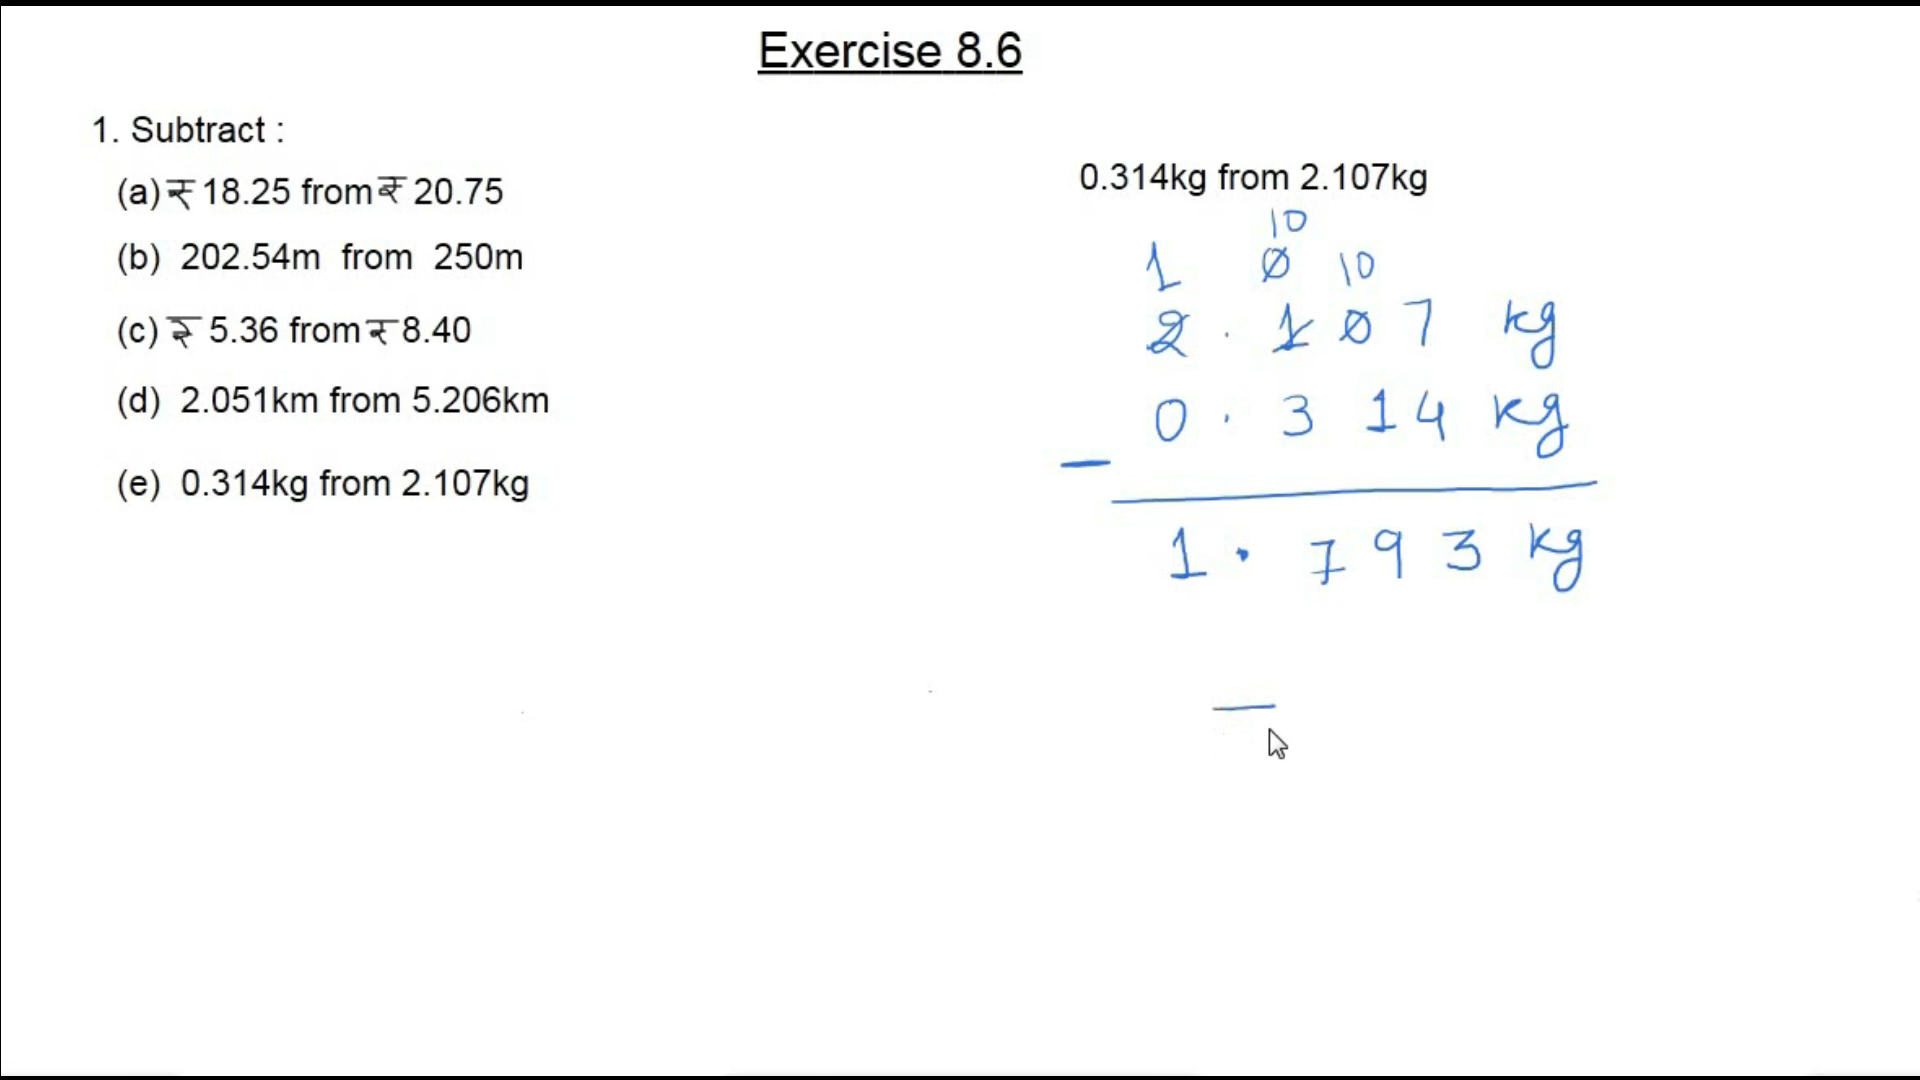 Exercise 8.6
1. Subtract :
(a) ₹ 18.25 from ₹ 20.75
(b) 202.54m from 250m
(c) ₹ 5.36 from ₹ 8.40
(d) 2.051km from 5.206km
(e) 0.314kg from 2.107kg
0.314kg from 2.107kg
10
1 0 10
2 . 1 0 7 kg
0 . 3 1 4 kg
—
1 . 7 9 3 kg